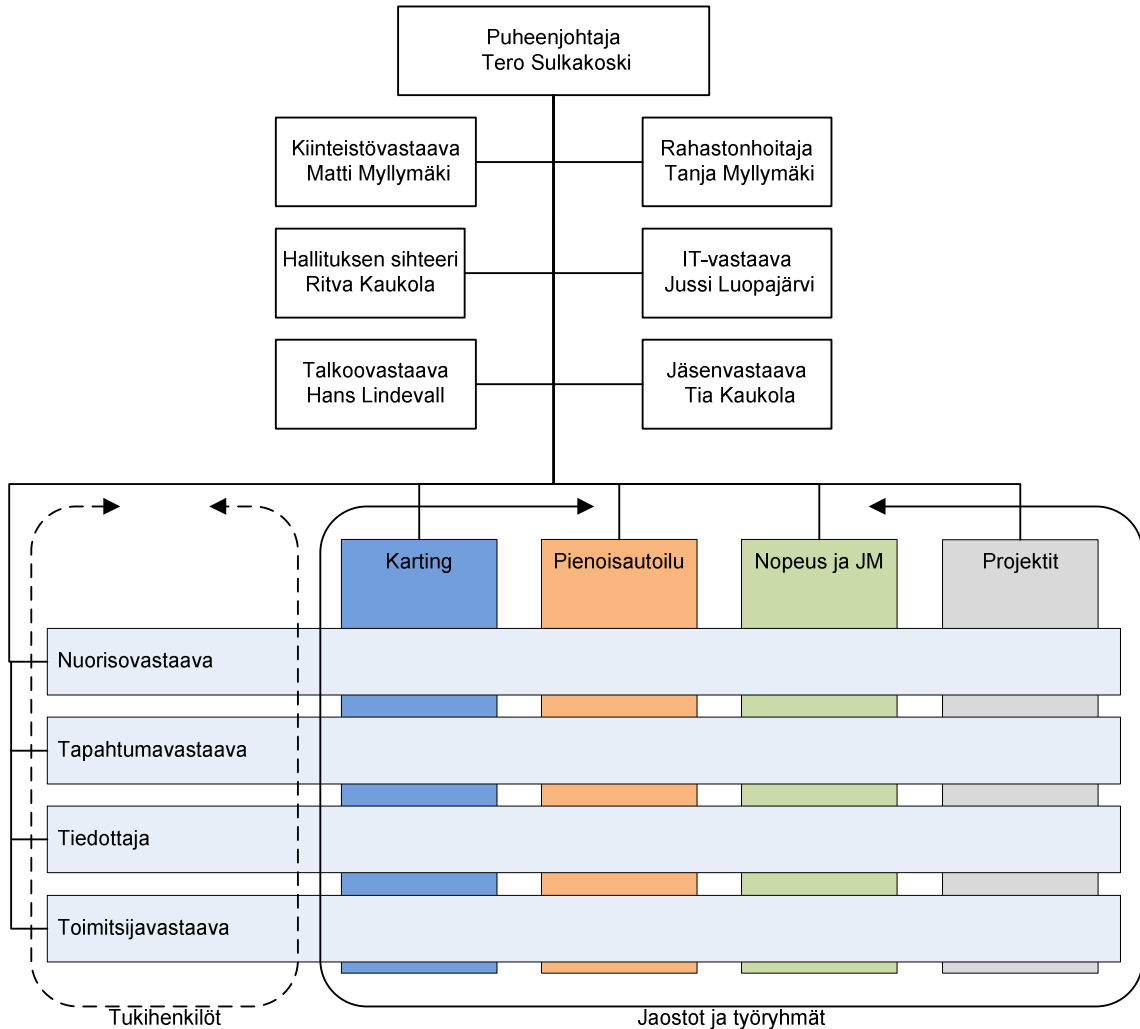 Puheenjohtaja
Tero Sulkakoski
Kiinteistövastaava
Matti Myllymäki
Rahastonhoitaja
Tanja Myllymäki
Hallituksen sihteeri
Ritva Kaukola
IT-vastaava
Jussi Luopajärvi
Talkoovastaava
Hans Lindevall
Jäsenvastaava
Tia Kaukola
Karting
Pienoisautoilu
Nopeus ja JM
Projektit
Nuorisovastaava
Tapahtumavastaava
Tiedottaja
Toimitsijavastaava
Tukihenkilöt
Jaostot ja työryhmät